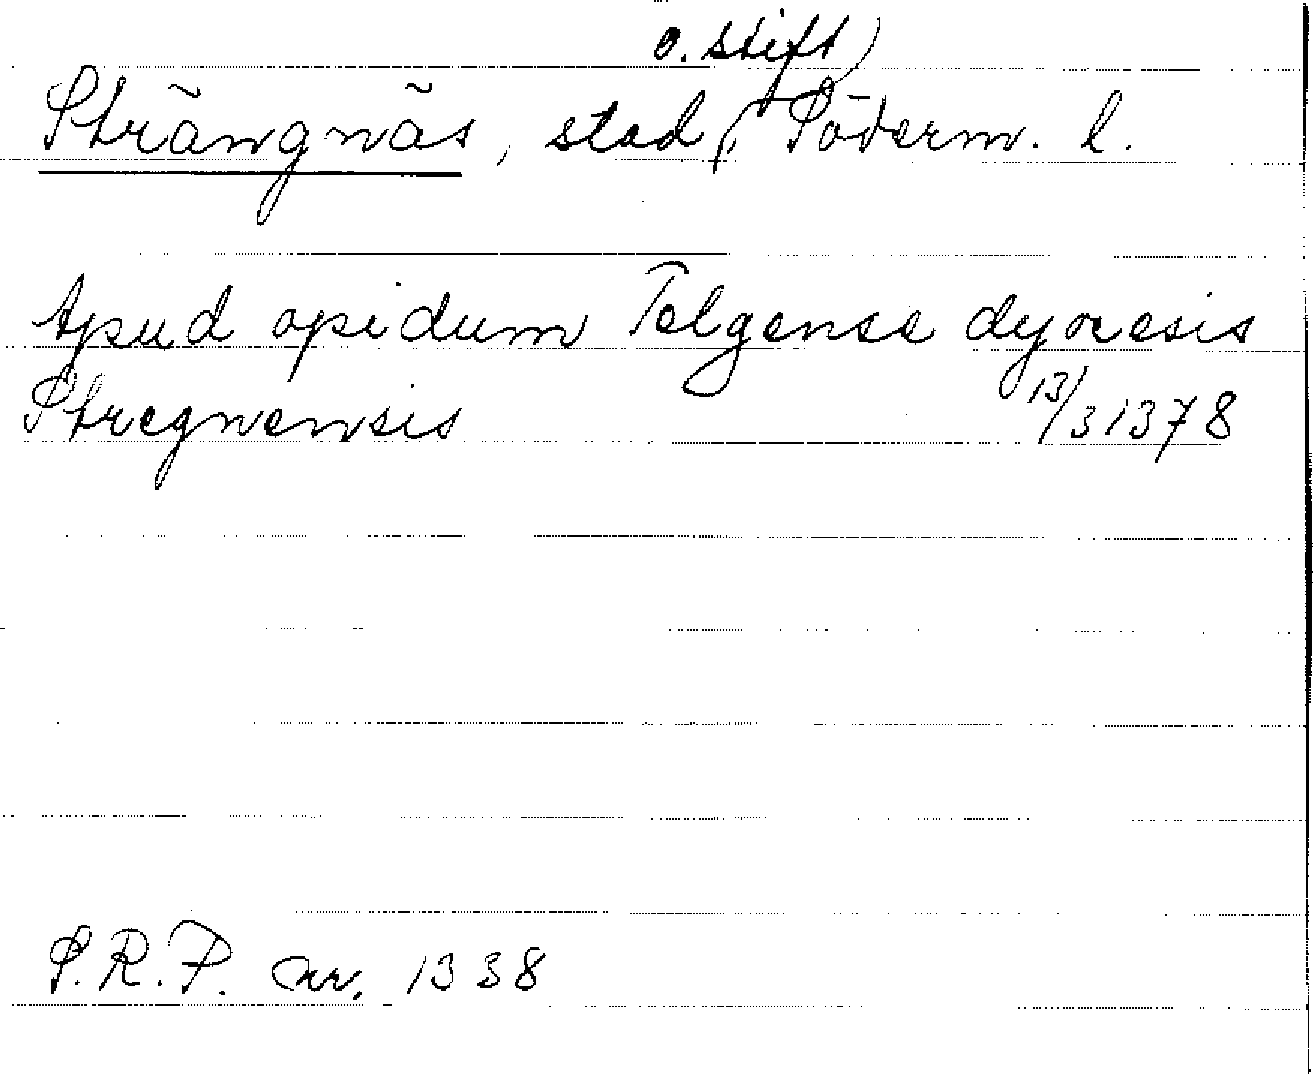 o. stift)
Strängnäs, stad (, Söderm. l.
Apud opidum Telgense dyocesis
Stregnensis 13/3 1378
S.R.P. nr. 1338